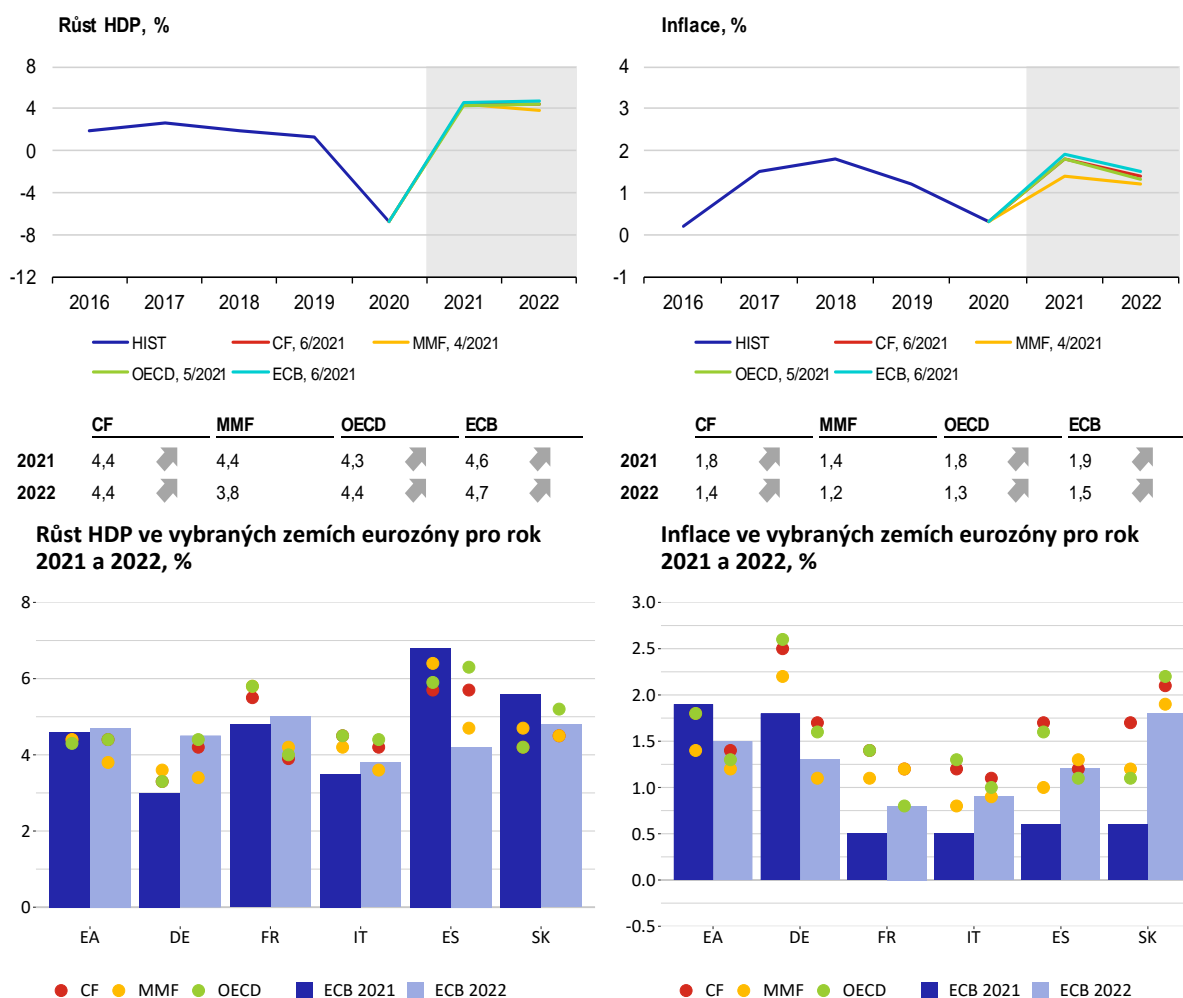 Růst HDP, %
8
4
0
-4
-8
-12
2016 2017 2018 2019 2020 2021 2022
HIST CF, 6/2021 MMF, 4/2021
OECD, 5/2021 ECB, 6/2021
CF MMF OECD ECB
2021 4,4 4,4 4,3 4,6
2022 4,4 3,8 4,4 4,7
Inflace, %
4
3
2
1
0
-1
2016 2017 2018 2019 2020 2021 2022
HIST CF, 6/2021 MMF, 4/2021
OECD, 5/2021 ECB, 6/2021
CF MMF OECD ECB
2021 1,8 1,4 1,8 1,9
2022 1,4 1,2 1,3 1,5
Růst HDP ve vybraných zemích eurozóny pro rok
2021 a 2022, %
8
6
4
2
0
EA DE FR IT ES SK
CF MMF OECD ECB 2021 ECB 2022
Inflace ve vybraných zemích eurozóny pro rok
2021 a 2022, %
3.0
2.5
2.0
1.5
1.0
0.5
0.0
-0.5
EA DE FR IT ES SK
CF MMF OECD ECB 2021 ECB 2022